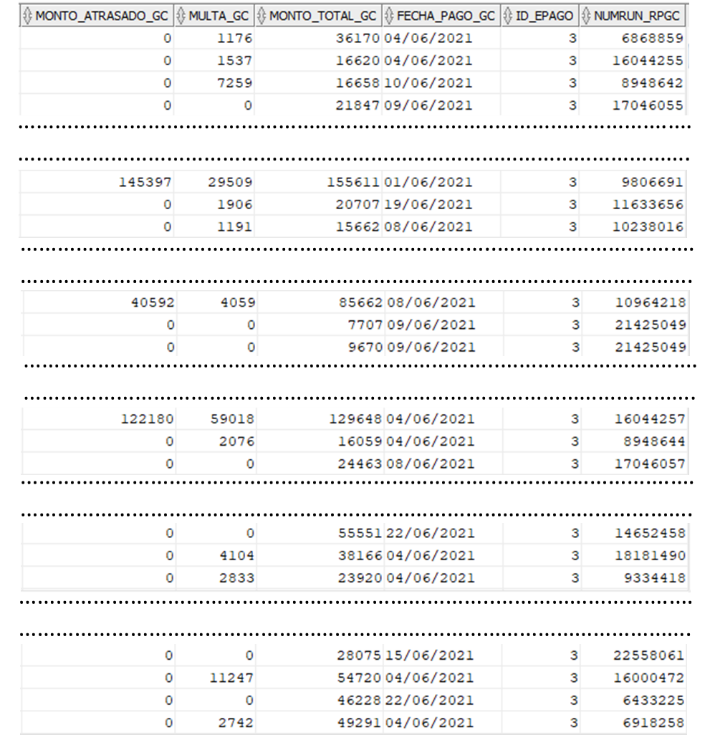 MONTO_ATRASADO_GC MULTA_GC MONTO_TOTAL_GC FECHA_PAGO_GC ID_EPAGO NUMRUN_RPGC
0 1176 36170 04/06/2021 3 6868859
0 1537 16620 04/06/2021 3 16044255
0 7259 16658 10/06/2021 3 8948642
0 0 21847 09/06/2021 3 17046055
145397 29509 155611 01/06/2021 3 9806691
0 1906 20707 19/06/2021 3 11633656
0 1191 15662 08/06/2021 3 10238016
40592 4059 85662 08/06/2021 3 10964218
0 0 7707 09/06/2021 3 21425049
0 0 9670 09/06/2021 3 21425049
122180 59018 129648 04/06/2021 3 16044257
0 2076 16059 04/06/2021 3 8948644
0 0 24463 08/06/2021 3 17046057
0 0 55551 22/06/2021 3 14652458
0 4104 38166 04/06/2021 3 18181490
0 2833 23920 04/06/2021 3 9334418
0 0 28075 15/06/2021 3 22558061
0 11247 54720 04/06/2021 3 16000472
0 0 46228 22/06/2021 3 6433225
0 2742 49291 04/06/2021 3 6918258